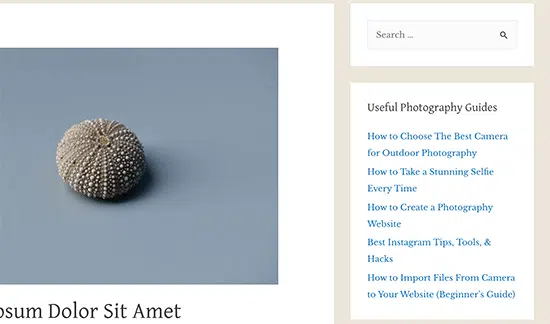 Search ...
Useful Photography Guides
How to Choose The Best Camera
for Outdoor Photography
How to Take a Stunning Selfie
Every Time
How to Create a Photography
Website
Best Instagram Tips, Tools, &
Hacks
How to Import Files From Camera
to Your Website (Beginner's Guide)
Dolor Sit Amet